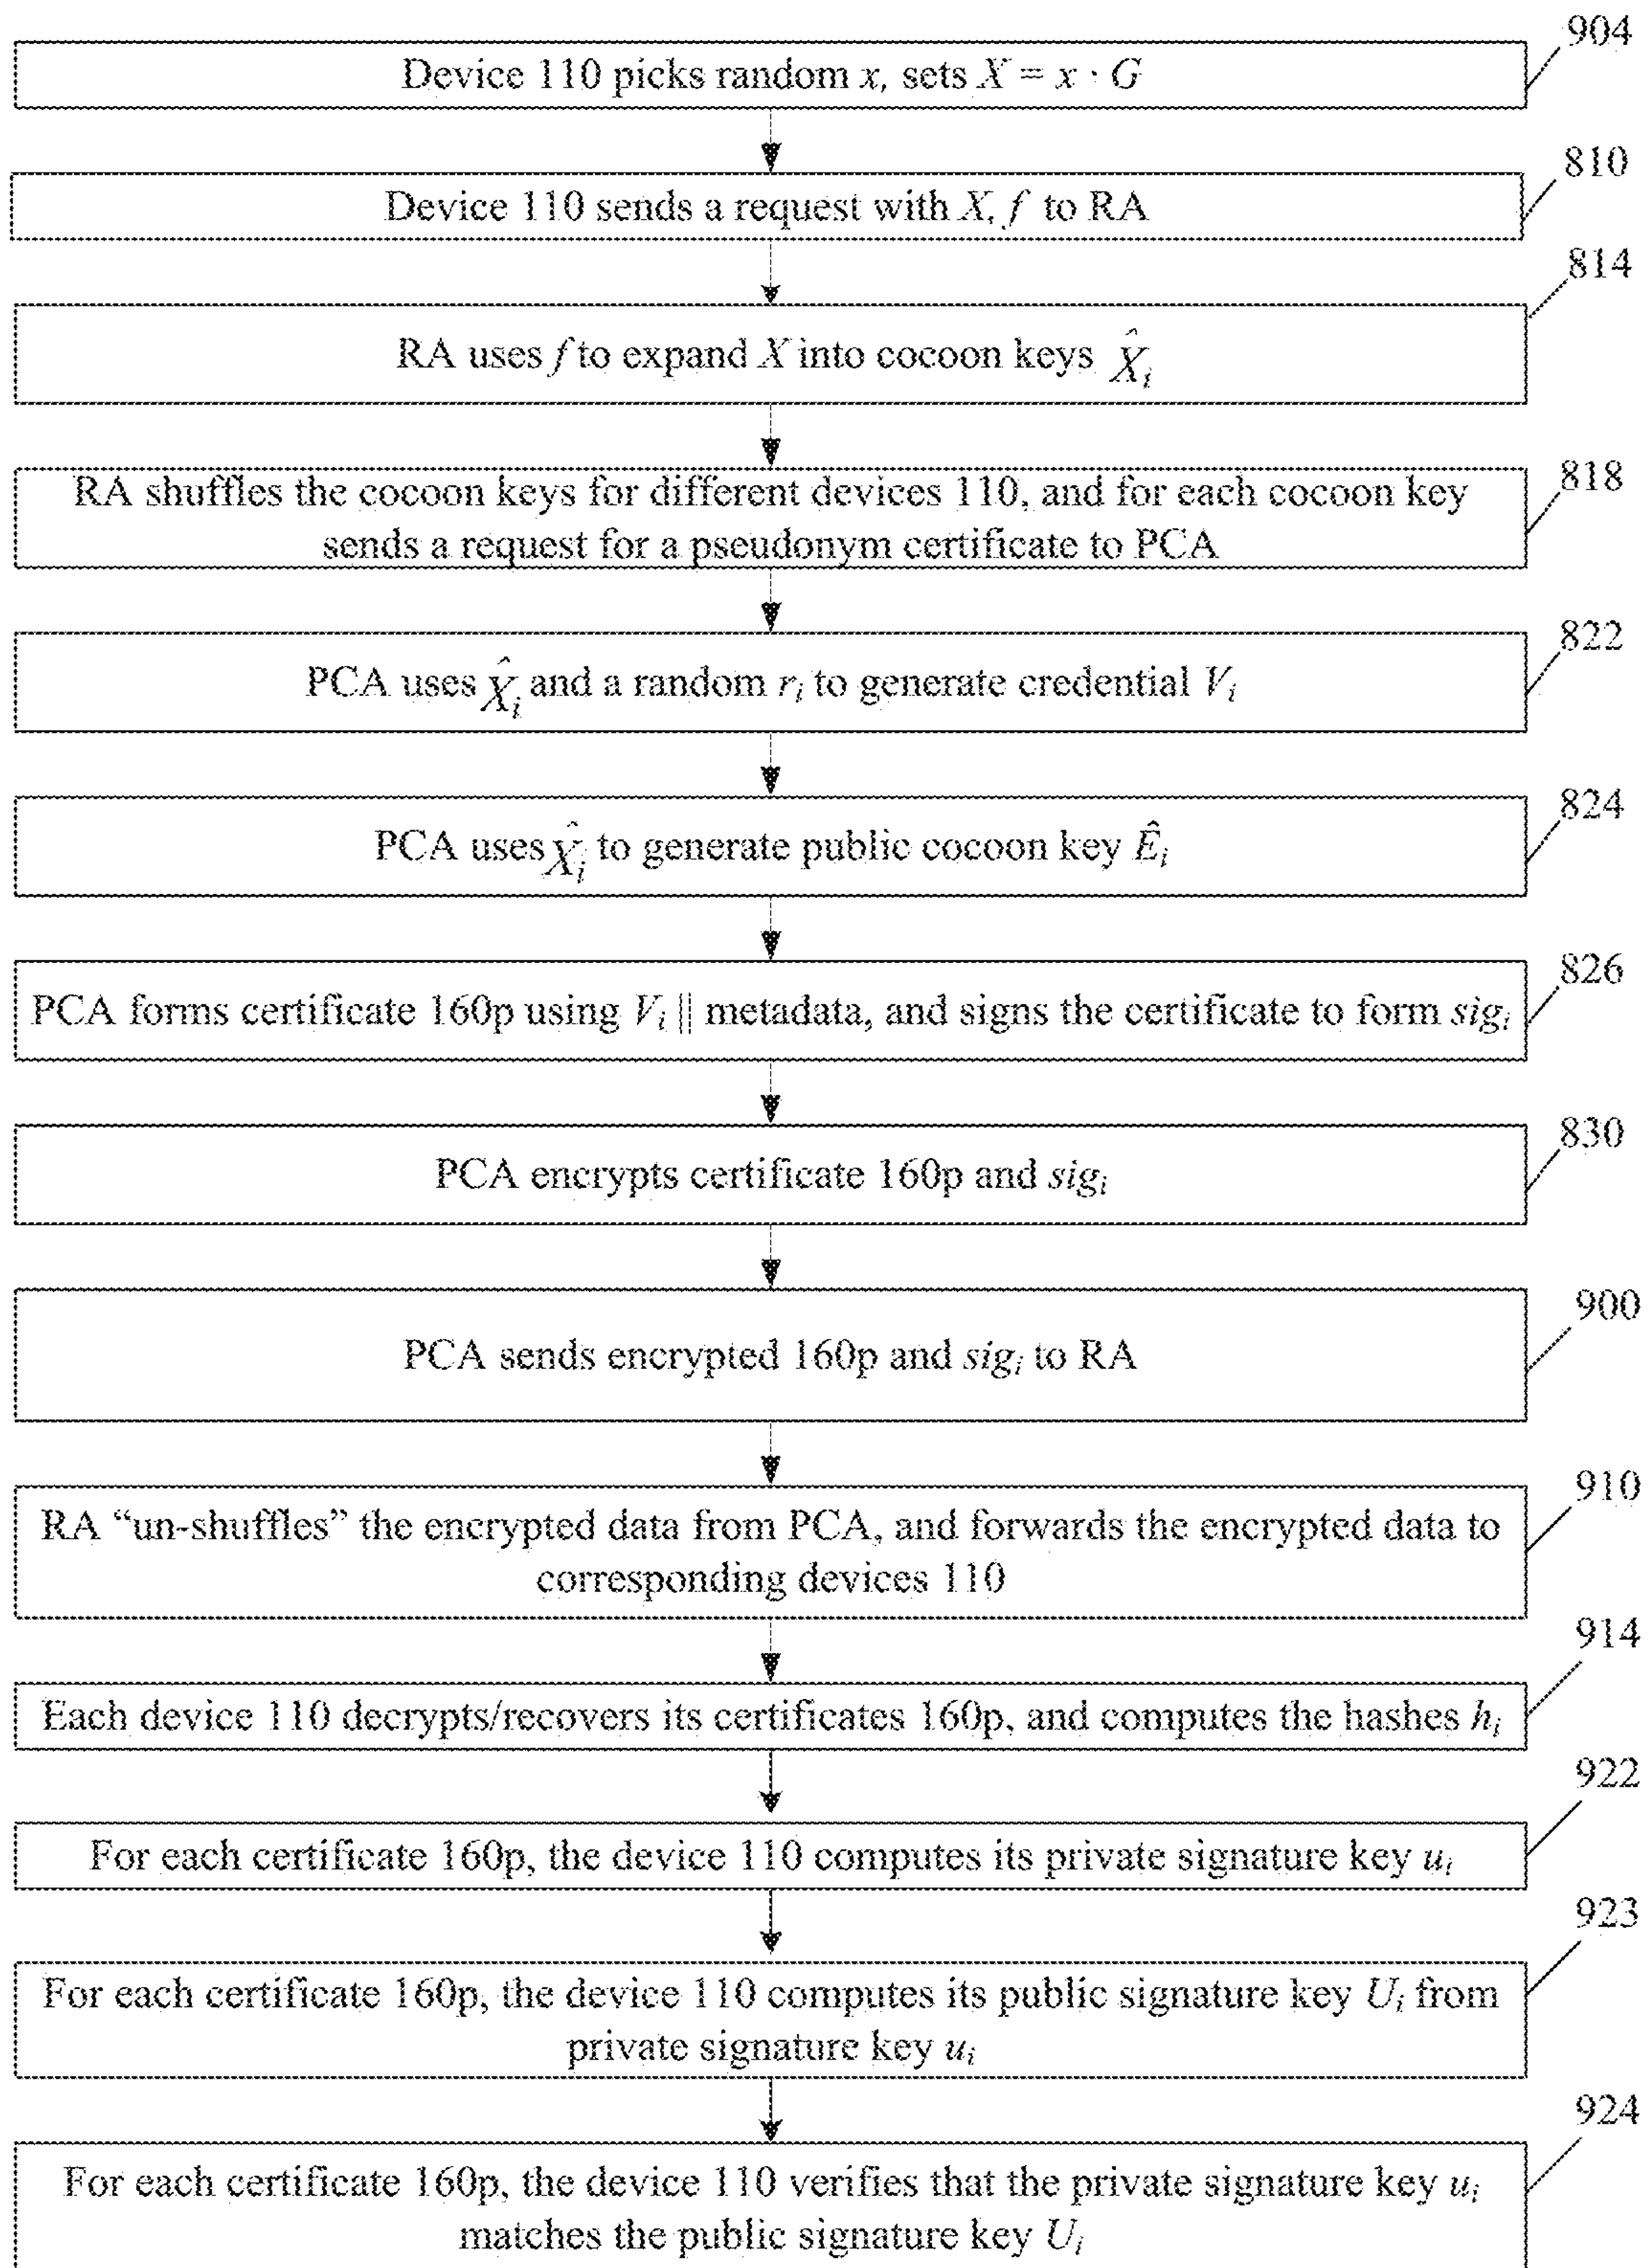 904
Device 110 picks random x, sets X = x · G
810
Device 110 sends a request with X, f to RA
814
RA uses f to expand X into cocoon keys X̂ᵢ
818
RA shuffles the cocoon keys for different devices 110, and for each cocoon key
sends a request for a pseudonym certificate to PCA
822
PCA uses X̂ᵢ and a random rᵢ to generate credential Vᵢ
824
PCA uses X̂ᵢ to generate public cocoon key Êᵢ
826
PCA forms certificate 160p using Vᵢ || metadata, and signs the certificate to form sigᵢ
830
PCA encrypts certificate 160p and sigᵢ
900
PCA sends encrypted 160p and sigᵢ to RA
910
RA “un-shuffles” the encrypted data from PCA, and forwards the encrypted data to
corresponding devices 110
914
Each device 110 decrypts/recovers its certificates 160p, and computes the hashes hᵢ
922
For each certificate 160p, the device 110 computes its private signature key uᵢ
923
For each certificate 160p, the device 110 computes its public signature key Uᵢ from
private signature key uᵢ
924
For each certificate 160p, the device 110 verifies that the private signature key uᵢ
matches the public signature key Uᵢ